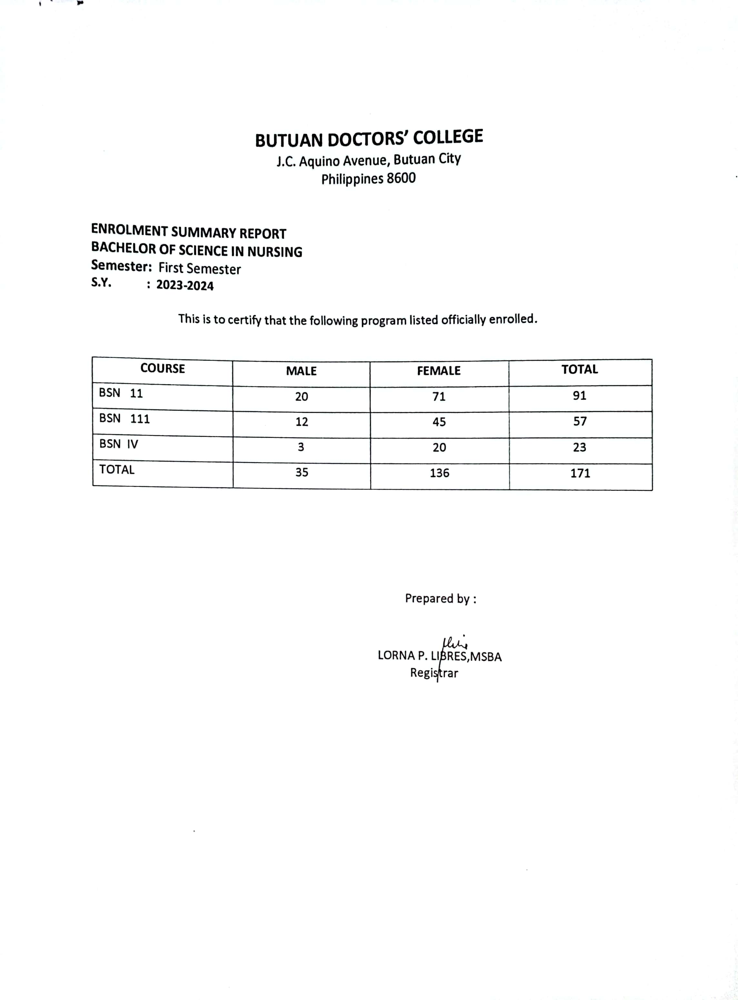 BUTUAN DOCTORS' COLLEGE
J.C. Aquino Avenue, Butuan City
Philippines 8600
ENROLMENT SUMMARY REPORT
BACHELOR OF SCIENCE IN NURSING
Semester: First Semester
S.Y. : 2023-2024
This is to certify that the following program listed officially enrolled.
COURSE MALE FEMALE TOTAL
BSN 11 20 71 91
BSN 111 12 45 57
BSN IV 3 20 23
TOTAL 35 136 171
Prepared by :
LORNA P. LIBRES,MSBA
Registrar